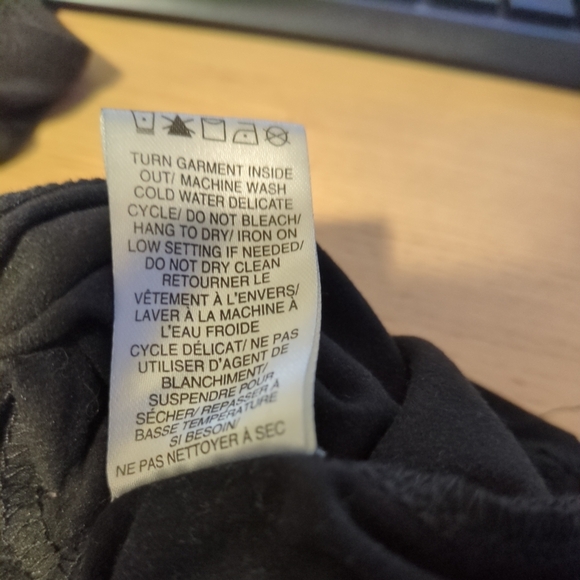 TURN GARMENT INSIDE
OUT/ MACHINE WASH
COLD WATER DELICATE
CYCLE/ DO NOT BLEACH/
HANG TO DRY/ IRON ON
LOW SETTING IF NEEDED/
DO NOT DRY CLEAN
RETOURNER LE
VÊTEMENT À L'ENVERS/
LAVER À LA MACHINE À
L'EAU FROIDE
CYCLE DÉLICAT/ NE PAS
UTILISER D'AGENT DE
BLANCHIMENT/
SUSPENDRE POUR
SÉCHER/ REPASSER À
BASSE TEMPÉRATURE
SI BESOIN/
NE PAS NETTOYER À SEC